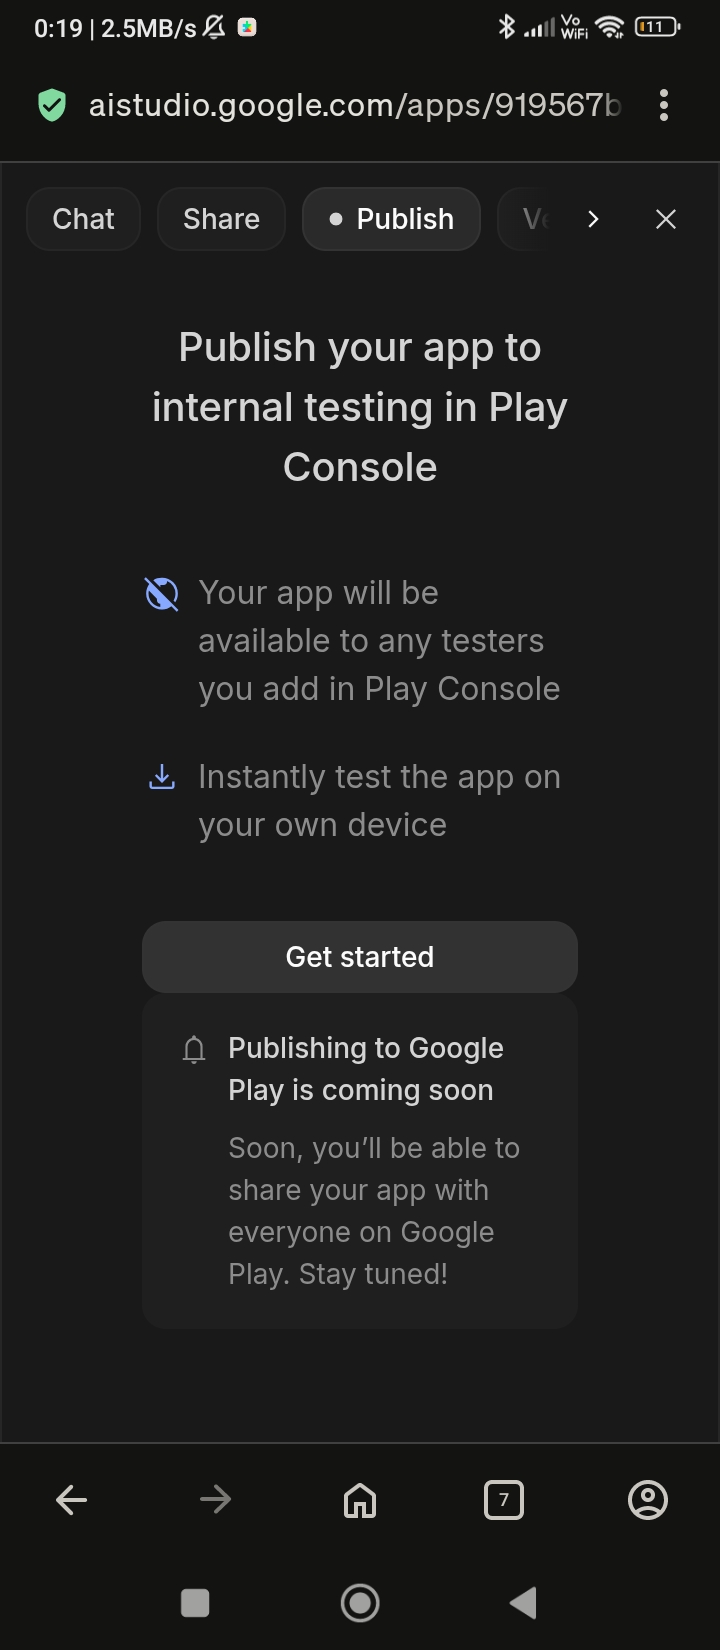 0:19 | 2.5MB/s Vo WiFi 11
aistudio.google.com/apps/919567b
Chat Share Publish Ve
Publish your app to
internal testing in Play
Console
Your app will be
available to any testers
you add in Play Console
Instantly test the app on
your own device
Get started
Publishing to Google
Play is coming soon
Soon, you’ll be able to
share your app with
everyone on Google
Play. Stay tuned!
7